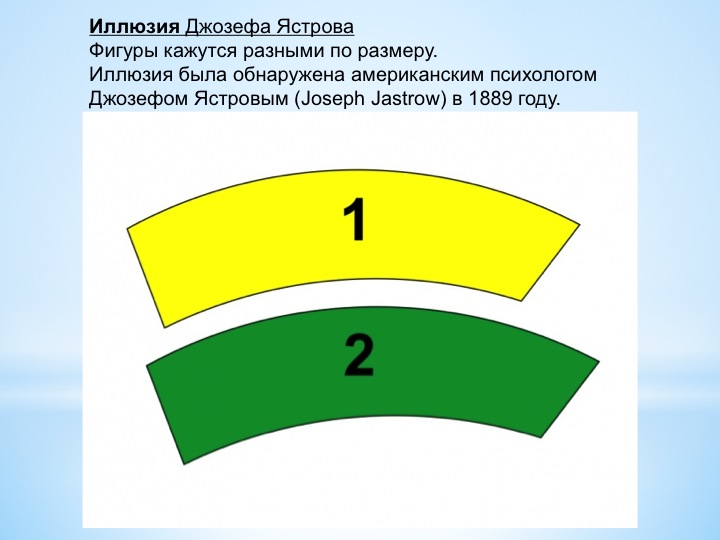 Иллюзия Джозефа Ястрова
Фигуры кажутся разными по размеру.
Иллюзия была обнаружена американским психологом
Джозефом Ястровым (Joseph Jastrow) в 1889 году.
1
2